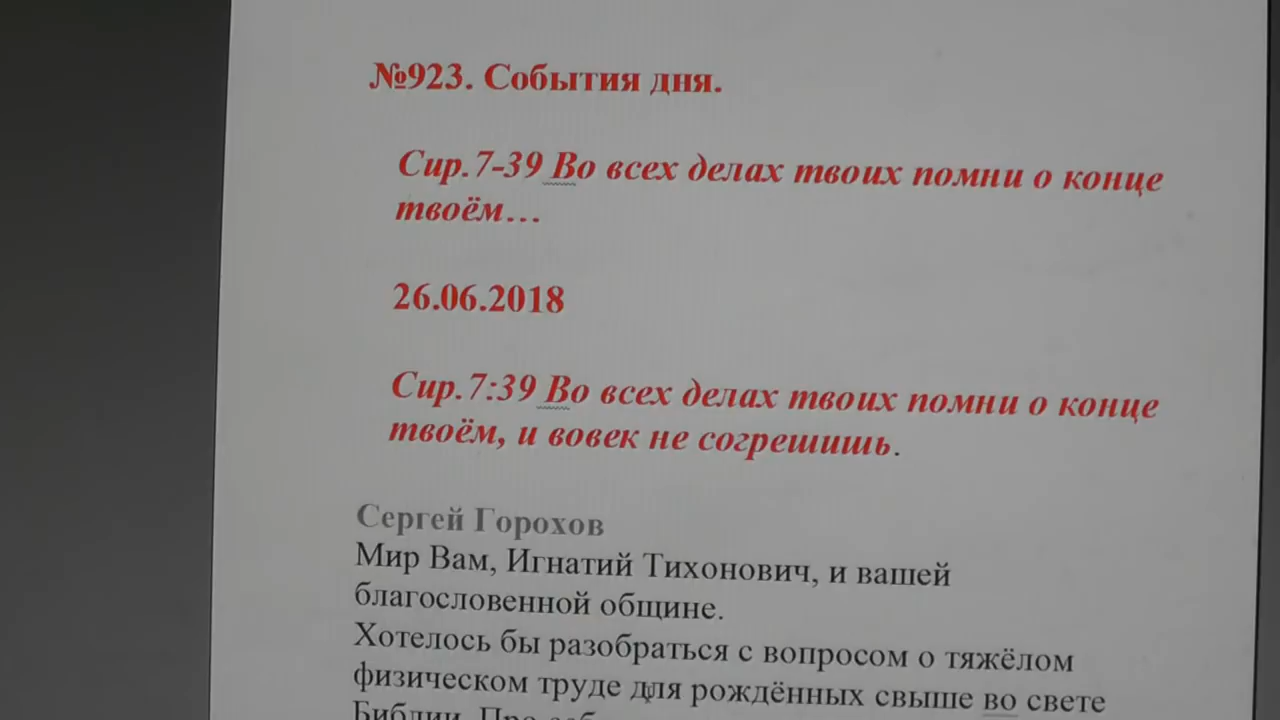 №923. События дня.
Сир.7-39 Во всех делах твоих помни о конце
твоём…
26.06.2018
Сир.7:39 Во всех делах твоих помни о конце
твоём, и вовек не согрешишь.
Сергей Горохов
Мир Вам, Игнатий Тихонович, и вашей
благословенной общине.
Хотелось бы разобраться с вопросом о тяжёлом
физическом труде для рождённых свыше во свете
Библии.